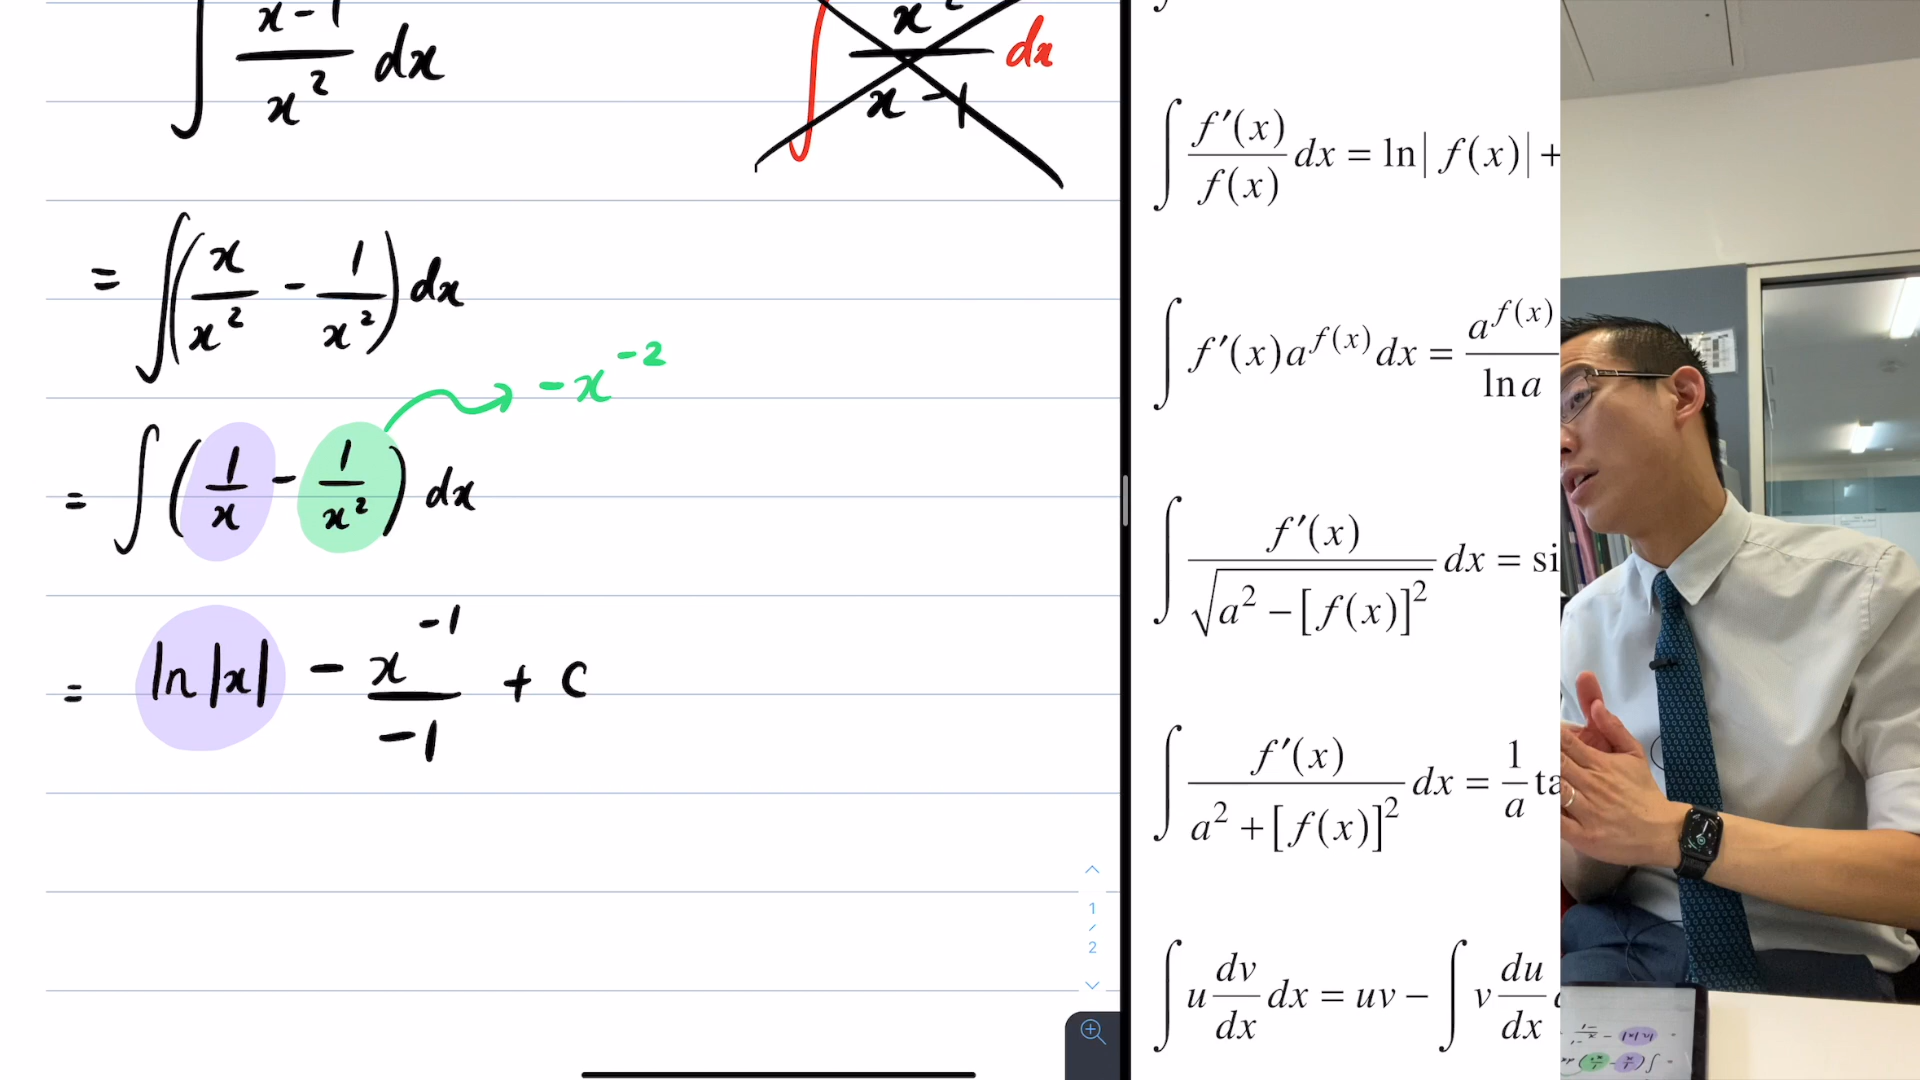 ∫ (x-1)/x² dx
x²/(x-1) dx
= ∫(x/x² - 1/x²) dx
-x⁻²
= ∫ (1/x - 1/x²) dx
= ln|x| - x⁻¹/-1 + c
1/2
∫ f′(x)/f(x) dx = ln|f(x)| +
∫ f′(x)a^f(x) dx = a^f(x)/ln a
∫ f′(x)/√(a² - [f(x)]²) dx = si
∫ f′(x)/(a² + [f(x)]²) dx = 1/a ta
∫ u dv/dx dx = uv - ∫ v du/dx